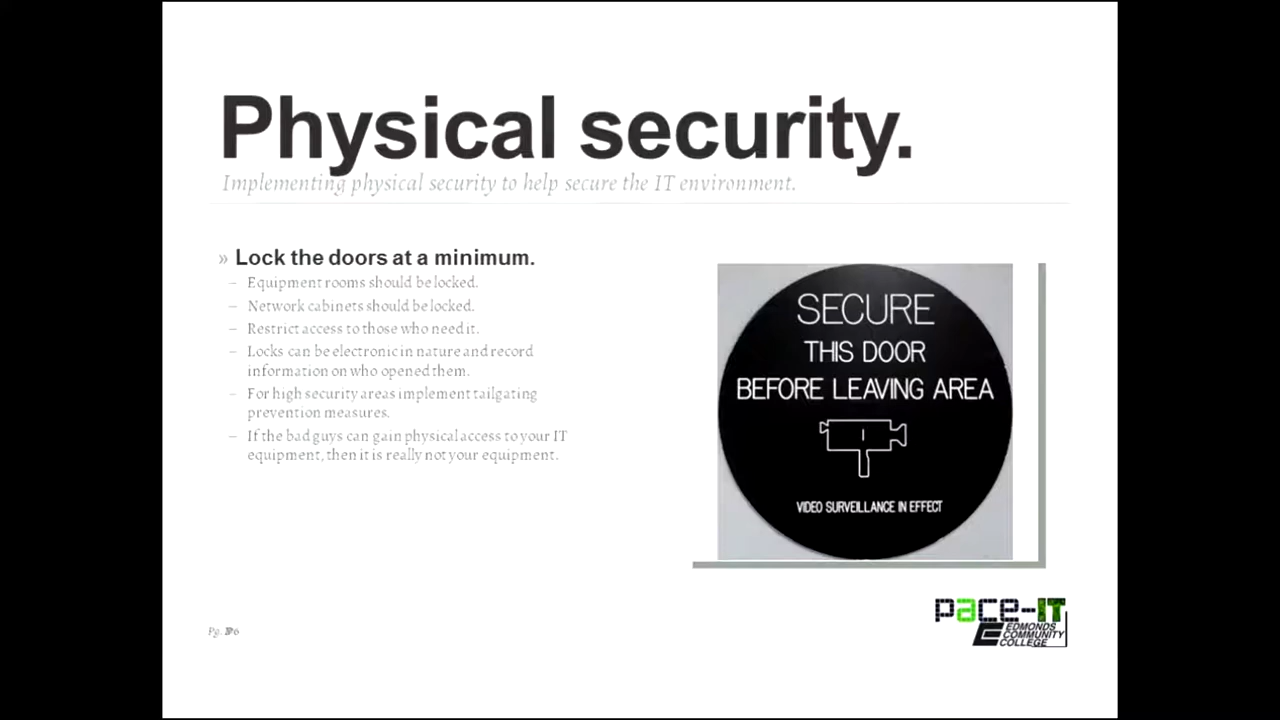 Physical security.
Implementing physical security to help secure the IT environment.
» Lock the doors at a minimum.
– Equipment rooms should be locked.
– Network cabinets should be locked.
– Restrict access to those who need it.
– Locks can be electronic in nature and record
information on who opened them.
– For high security areas implement tailgating
prevention measures.
– If the bad guys can gain physical access to your IT
equipment, then it is really not your equipment.
SECURE
THIS DOOR
BEFORE LEAVING AREA
VIDEO SURVEILLANCE IN EFFECT
pace-IT
EDMONDS
COMMUNITY
COLLEGE
Pg.